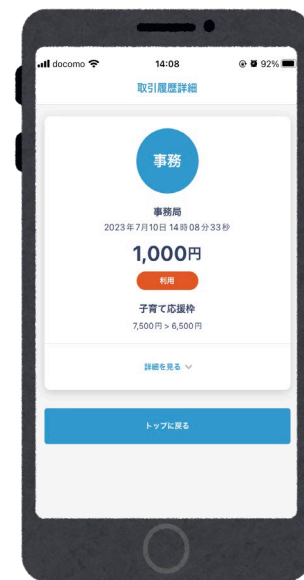 docomo 14:08 92%
取引履歴詳細
事務
事務局
2023年7月10日 14時08分33秒
1,000円
利用
子育て応援枠
7,500円 > 6,500円
詳細を見る
トップに戻る